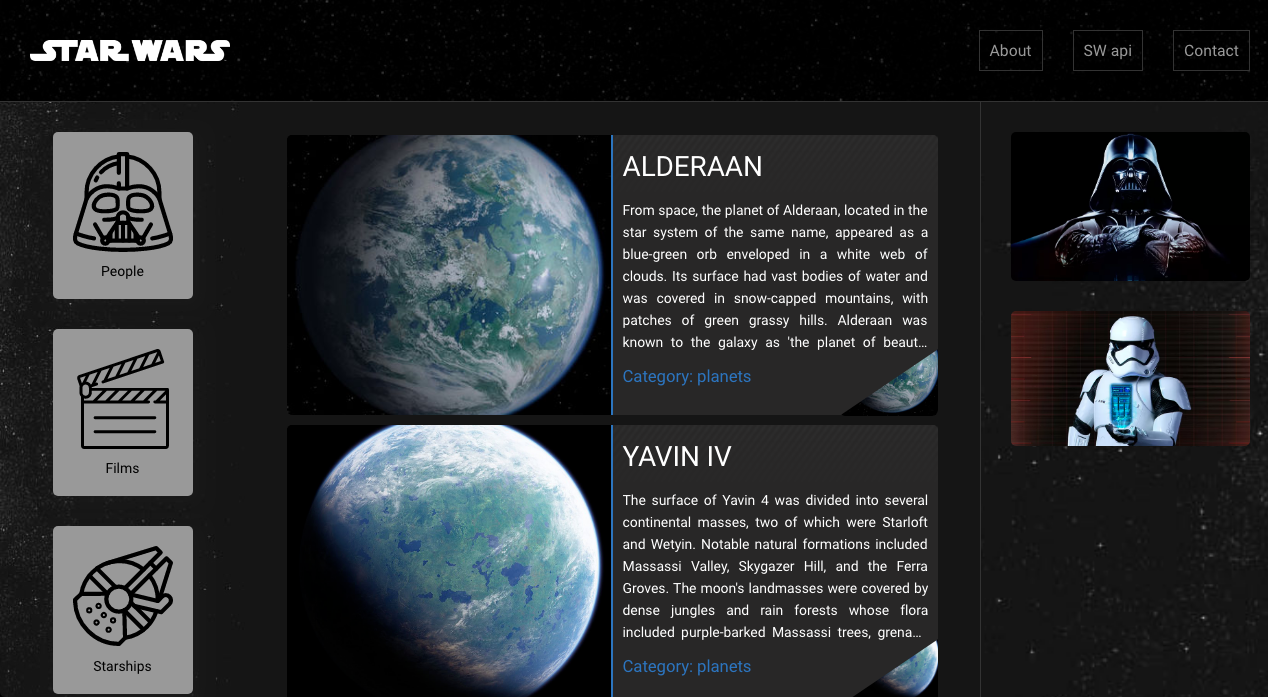 STAR WARS
About
SW api
Contact
People
Films
Starships
ALDERAAN
From space, the planet of Alderaan, located in the
star system of the same name, appeared as a
blue-green orb enveloped in a white web of
clouds. Its surface had vast bodies of water and
was covered in snow-capped mountains, with
patches of green grassy hills. Alderaan was
known to the galaxy as 'the planet of beaut...
Category: planets
YAVIN IV
The surface of Yavin 4 was divided into several
continental masses, two of which were Starloft
and Wetyin. Notable natural formations included
Massassi Valley, Skygazer Hill, and the Ferra
Groves. The moon's landmasses were covered by
dense jungles and rain forests whose flora
included purple-barked Massassi trees, grena...
Category: planets